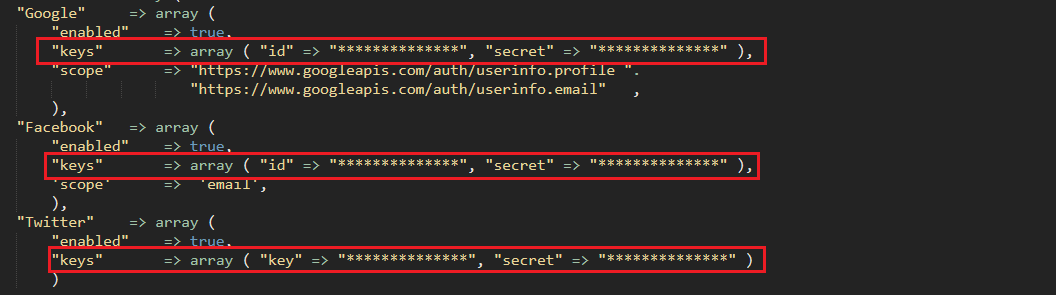 "Google" => array (
"enabled" => true,
"keys" => array ( "id" => "**************", "secret" => "**************" ),
"scope" => "https://www.googleapis.com/auth/userinfo.profile ".
"https://www.googleapis.com/auth/userinfo.email" ,
),
"Facebook" => array (
"enabled" => true,
"keys" => array ( "id" => "**************", "secret" => "**************" ),
'scope' => 'email',
),
"Twitter" => array (
"enabled" => true,
"keys" => array ( "key" => "**************", "secret" => "**************" )
)